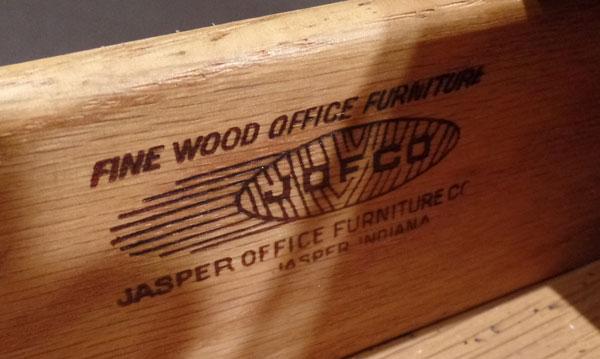 FINE WOOD OFFICE FURNITURE
JOFCO
JASPER OFFICE FURNITURE CO
JASPER, INDIANA